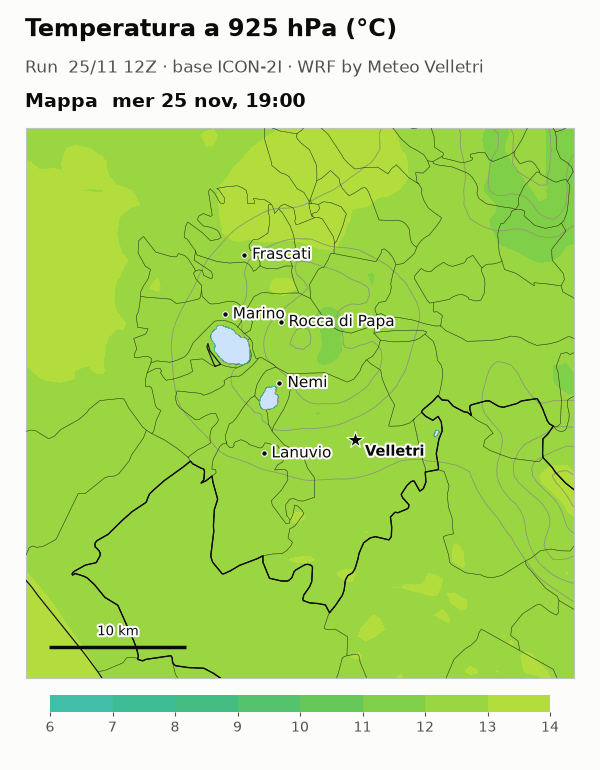 Temperatura a 925 hPa (°C)
Run  25/11 12Z · base ICON-2I · WRF by Meteo Velletri
Mappa  mer 25 nov, 19:00
Frascati
Marino
Rocca di Papa
Nemi
Velletri
Lanuvio
10 km
6 7 8 9 10 11 12 13 14